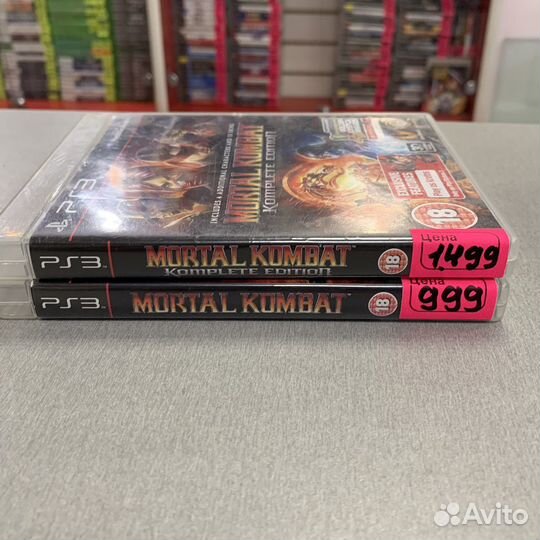 PS3
INCLUDES 4 ADDITIONAL CHARACTERS AND 15 SKINS!
MORTAL KOMBAT
KOMPLETE EDITION
18
PS3
MORTAL KOMBAT
KOMPLETE EDITION
18
Цена
1499
PS3
MORTAL KOMBAT
18
Цена
999
Avito